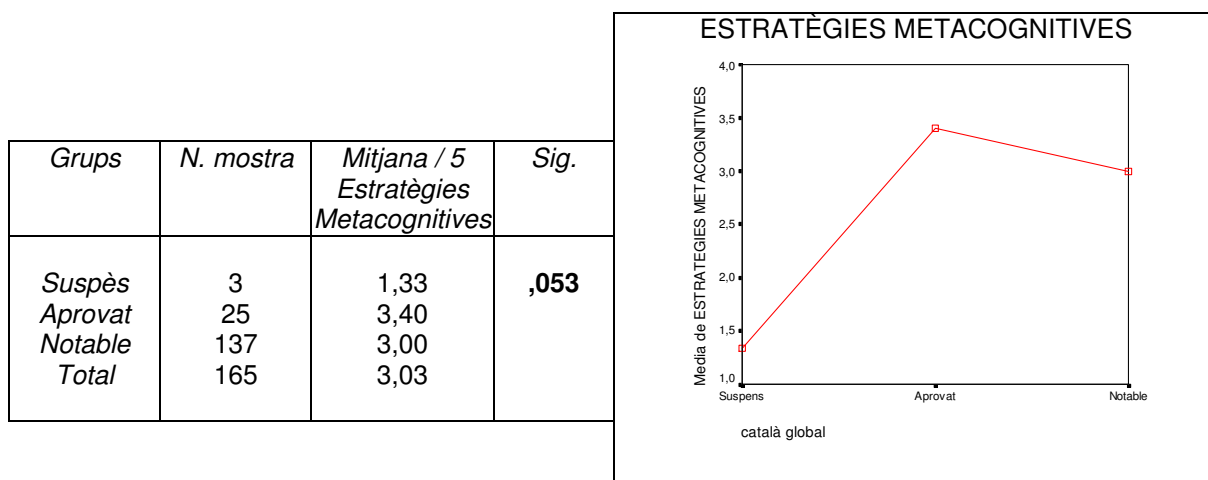 Grups N. mostra Mitjana / 5 Sig.
Estratègies
Metacognitives
Suspès 3 1,33 ,053
Aprovat 25 3,40
Notable 137 3,00
Total 165 3,03
ESTRATÈGIES METACOGNITIVES
Media de ESTRATEGIES METACOGNITIVES
4,0
3,5
3,0
2,5
2,0
1,5
1,0
Suspens Aprovat Notable
català global